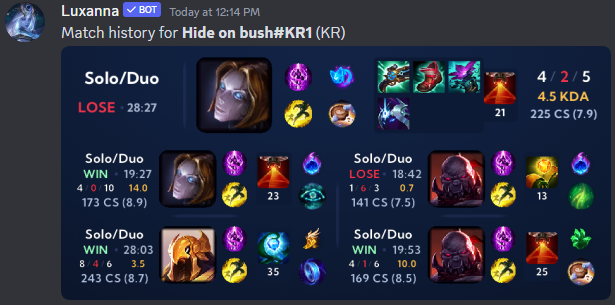 Luxanna ✓ BOT Today at 12:14 PM
Match history for Hide on bush#KR1 (KR)
Solo/Duo
LOSE • 28:27
21
4 / 2 / 5
4.5 KDA
225 CS (7.9)
Solo/Duo
WIN • 19:27
4 / 0 / 10 14.0
173 CS (8.9)
23
Solo/Duo
LOSE • 18:42
1 / 6 / 3 0.7
141 CS (7.5)
13
Solo/Duo
WIN • 28:03
8 / 4 / 6 3.5
243 CS (8.7)
35
Solo/Duo
WIN • 19:53
4 / 1 / 6 10.0
169 CS (8.5)
25